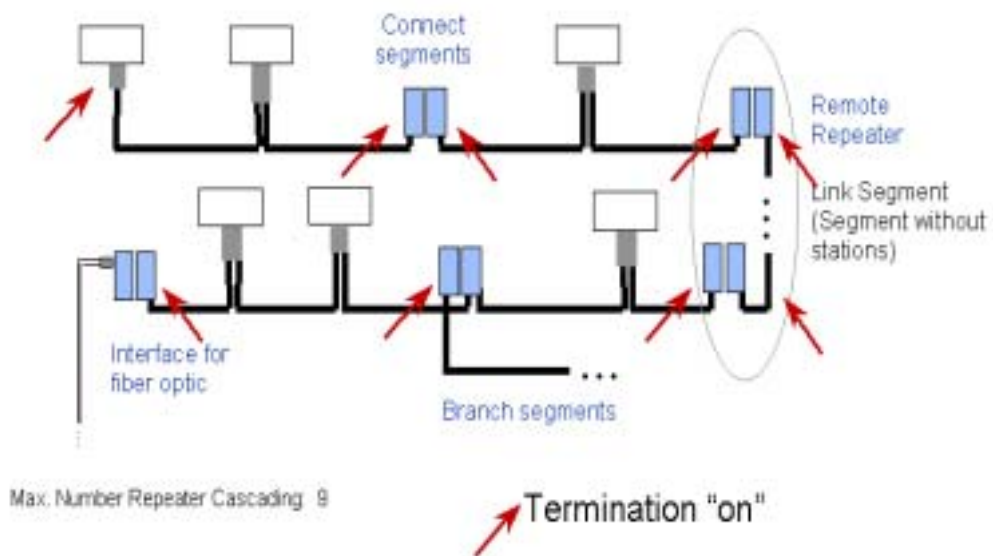 Connect
segments
Remote
Repeater
Link Segment
(Segment without
stations)
Interface for
fiber optic
Branch segments
Max. Number Repeater Cascading 9
Termination "on"